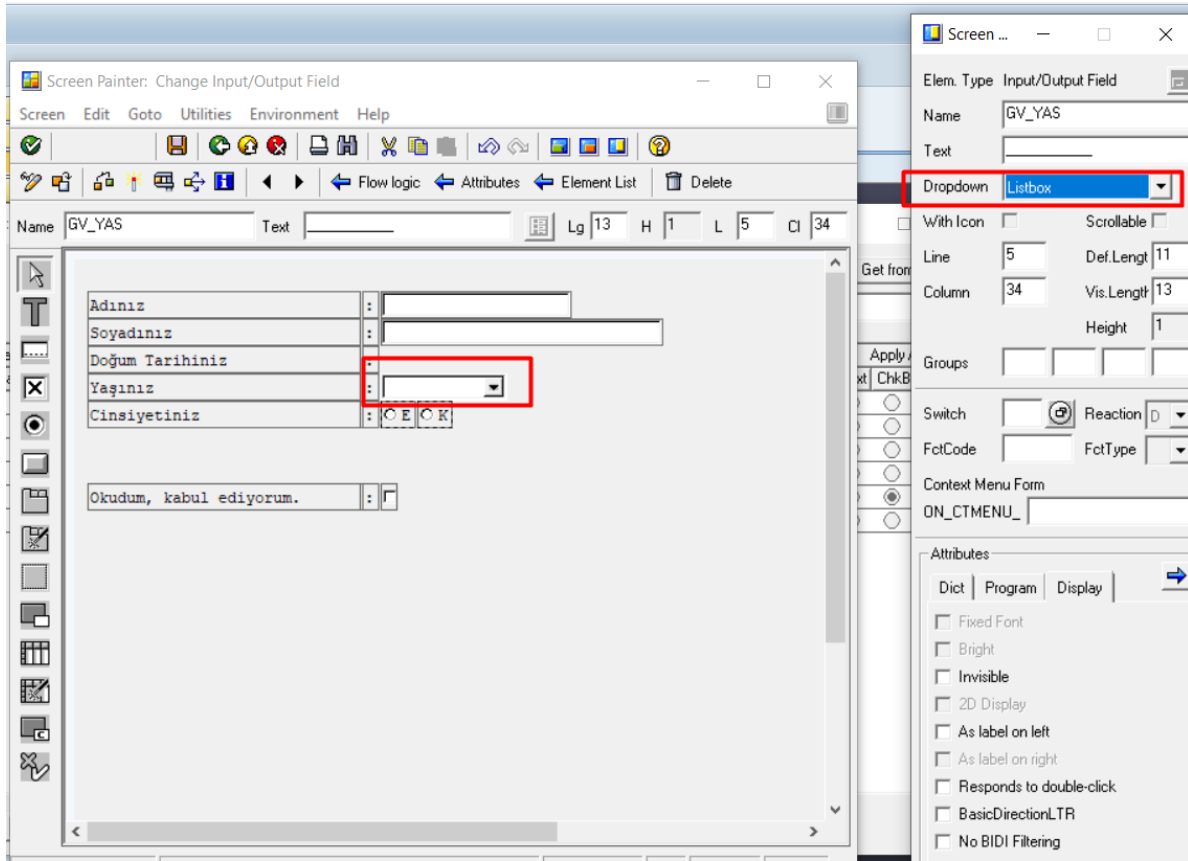 Screen Painter: Change Input/Output Field
Screen Edit Goto Utilities Environment Help
Flow logic Attributes Element List Delete
Name GV_YAS Text Lg 13 H 1 L 5 Cl 34
Adınız :
Soyadınız :
Doğum Tarihiniz :
Yaşınız :
Cinsiyetiniz : E K
Okudum, kabul ediyorum. :
Get from
Apply
xt ChkB
Screen ...
Elem. Type Input/Output Field
Name GV_YAS
Text
Dropdown Listbox
With Icon Scrollable
Line 5 Def.Lengt 11
Column 34 Vis.Length 13
Height 1
Groups
Switch Reaction D
FctCode FctType
Context Menu Form
ON_CTMENU_
Attributes
Dict Program Display
Fixed Font
Bright
Invisible
2D Display
As label on left
As label on right
Responds to double-click
BasicDirectionLTR
No BIDI Filtering